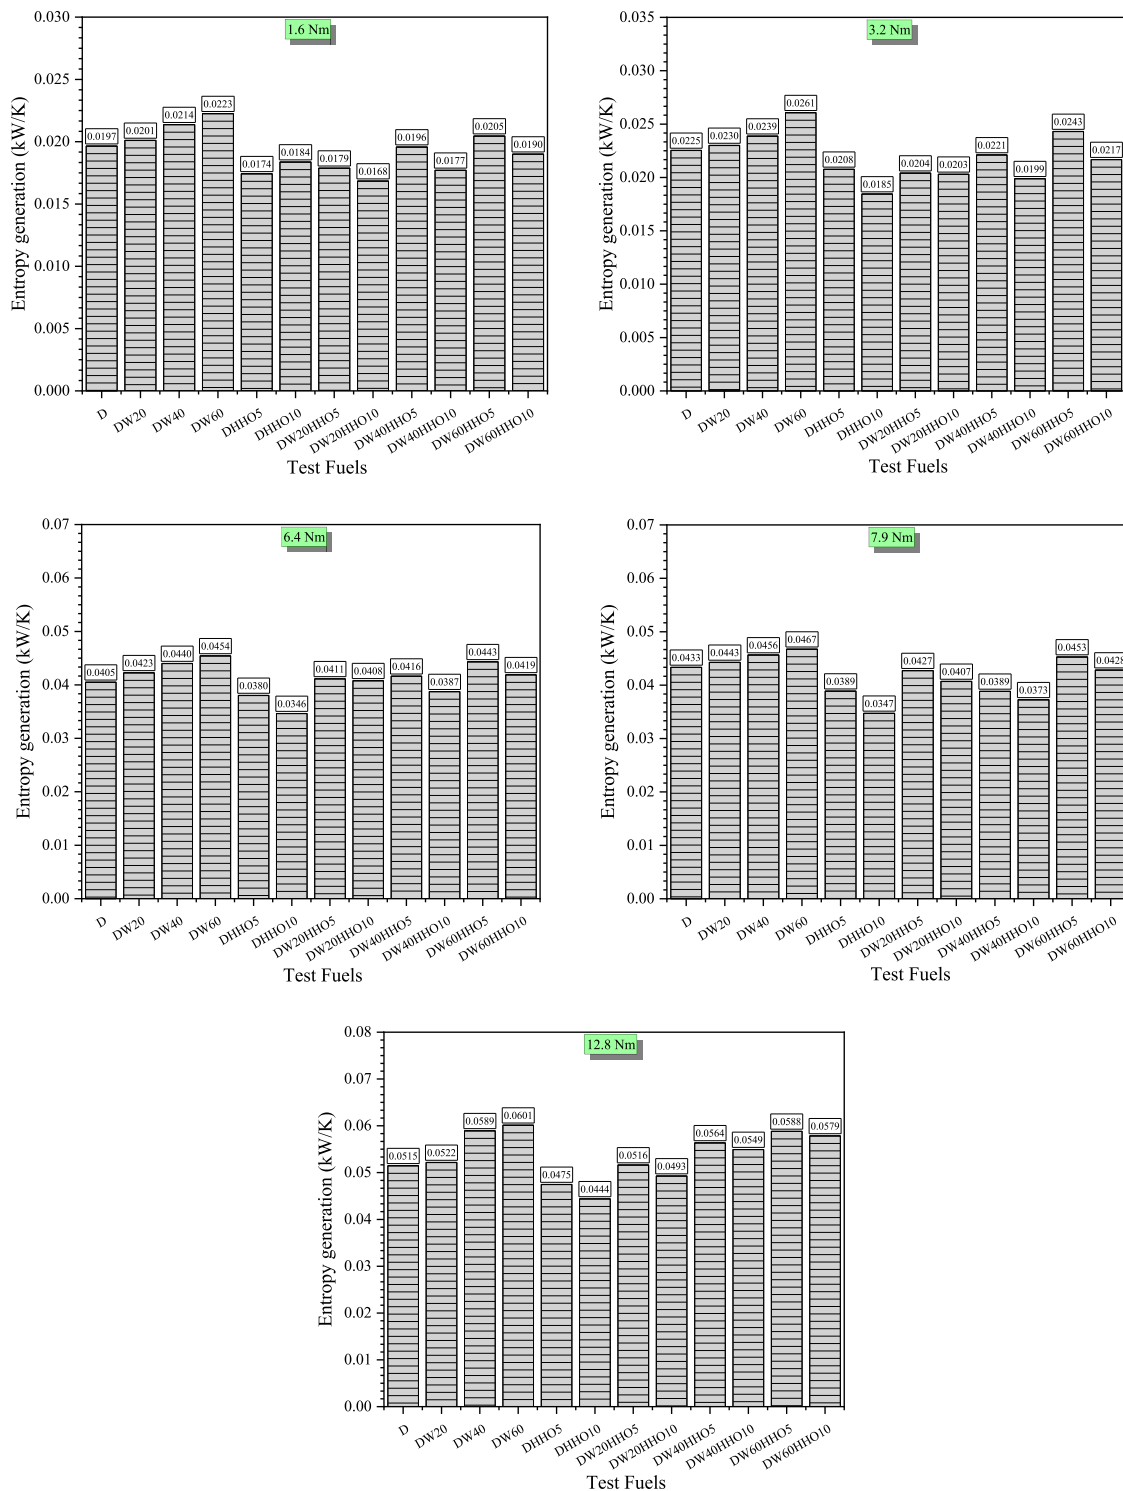 1.6 Nm
0.030
0.025
0.020
0.015
0.010
0.005
0.000
Entropy generation (kW/K)
0.0197
0.0201
0.0214
0.0223
0.0174
0.0184
0.0179
0.0168
0.0196
0.0177
0.0205
0.0190
D
DW20
DW40
DW60
DHHO5
DHHO10
DW20HHO5
DW20HHO10
DW40HHO5
DW40HHO10
DW60HHO5
DW60HHO10
Test Fuels
3.2 Nm
0.035
0.030
0.025
0.020
0.015
0.010
0.005
0.000
Entropy generation (kW/K)
0.0225
0.0230
0.0239
0.0261
0.0208
0.0185
0.0204
0.0203
0.0221
0.0199
0.0243
0.0217
D
DW20
DW40
DW60
DHHO5
DHHO10
DW20HHO5
DW20HHO10
DW40HHO5
DW40HHO10
DW60HHO5
DW60HHO10
Test Fuels
6.4 Nm
0.07
0.06
0.05
0.04
0.03
0.02
0.01
0.00
Entropy generation (kW/K)
0.0405
0.0423
0.0440
0.0454
0.0380
0.0346
0.0411
0.0408
0.0416
0.0387
0.0443
0.0419
D
DW20
DW40
DW60
DHHO5
DHHO10
DW20HHO5
DW20HHO10
DW40HHO5
DW40HHO10
DW60HHO5
DW60HHO10
Test Fuels
7.9 Nm
0.07
0.06
0.05
0.04
0.03
0.02
0.01
0.00
Entropy generation (kW/K)
0.0433
0.0443
0.0456
0.0467
0.0389
0.0347
0.0427
0.0407
0.0389
0.0373
0.0453
0.0428
D
DW20
DW40
DW60
DHHO5
DHHO10
DW20HHO5
DW20HHO10
DW40HHO5
DW40HHO10
DW60HHO5
DW60HHO10
Test Fuels
12.8 Nm
0.08
0.07
0.06
0.05
0.04
0.03
0.02
0.01
0.00
Entropy generation (kW/K)
0.0515
0.0522
0.0589
0.0601
0.0475
0.0444
0.0516
0.0493
0.0564
0.0549
0.0588
0.0579
D
DW20
DW40
DW60
DHHO5
DHHO10
DW20HHO5
DW20HHO10
DW40HHO5
DW40HHO10
DW60HHO5
DW60HHO10
Test Fuels